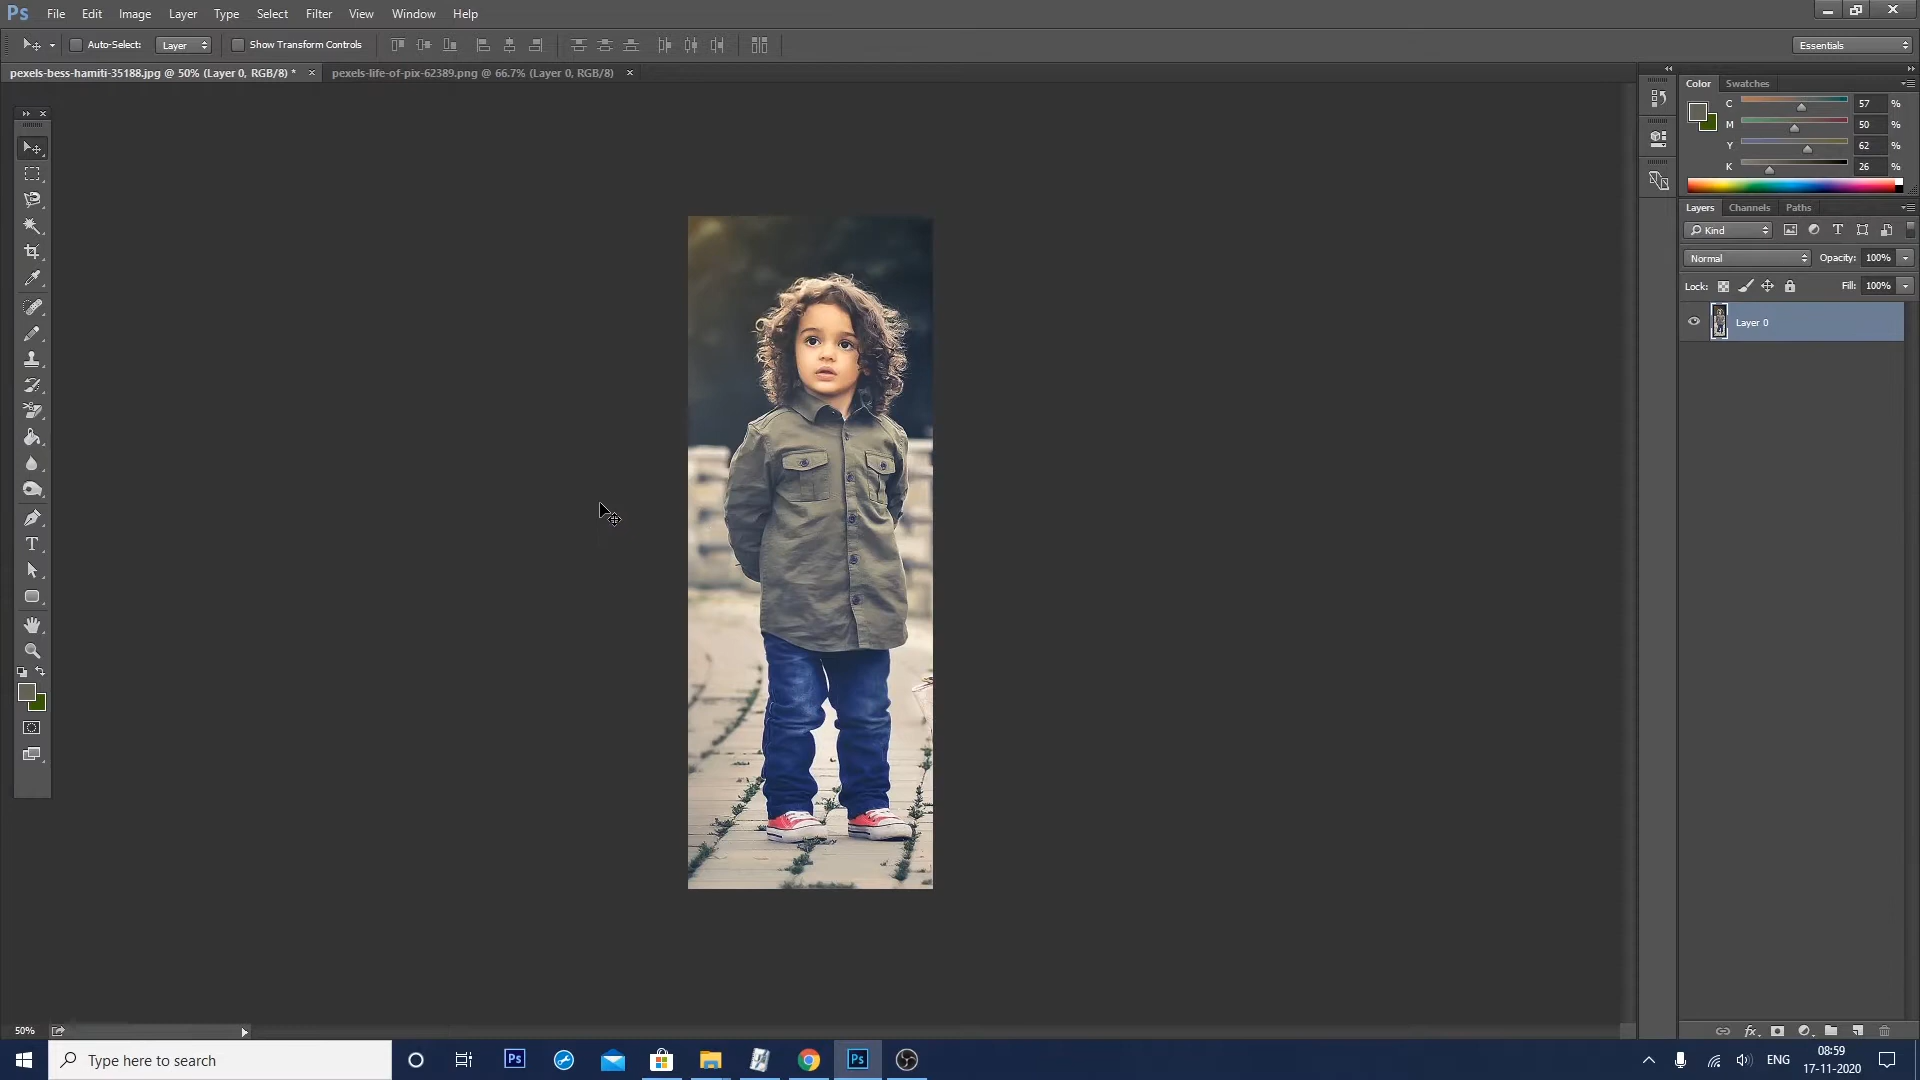 Ps File Edit Image Layer Type Select Filter View Window Help
Auto-Select: Layer Show Transform Controls Essentials
pexels-bess-hamiti-35188.jpg @ 50% (Layer 0, RGB/8) * × pexels-life-of-pix-62389.png @ 66.7% (Layer 0, RGB/8) ×
Color Swatches
C 57 %
M 50 %
Y 62 %
K 26 %
Layers Channels Paths
Kind
Normal Opacity: 100%
Lock: Fill: 100%
Layer 0
T
50%
Type here to search
Ps Ps ENG
08:59
17-11-2020